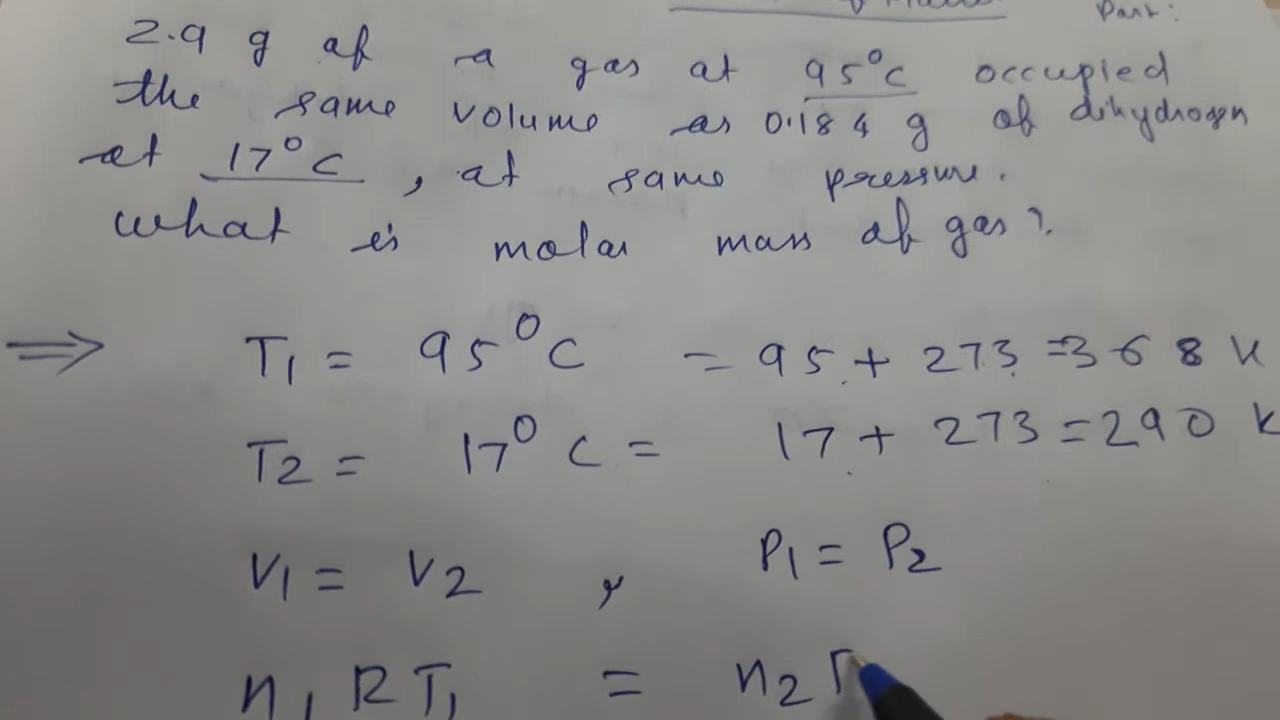 Part:
2.9 g of a gas at 95°C occupied
the same volume as 0.184 g of dihydrogen
at 17°C, at same pressure.
What is molar mass of gas?
⇒ T1 = 95°C = 95 + 273 = 368 K
T2 = 17°C = 17 + 273 = 290 K
V1 = V2 , P1 = P2
n1 R T1 = n2